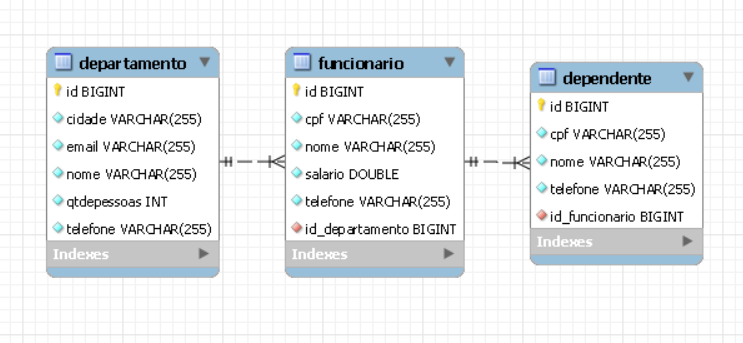 departamento
id BIGINT
cidade VARCHAR(255)
email VARCHAR(255)
nome VARCHAR(255)
qtdepessoas INT
telefone VARCHAR(255)
Indexes
funcionario
id BIGINT
cpf VARCHAR(255)
nome VARCHAR(255)
salario DOUBLE
telefone VARCHAR(255)
id_departamento BIGINT
Indexes
dependente
id BIGINT
cpf VARCHAR(255)
nome VARCHAR(255)
telefone VARCHAR(255)
id_funcionario BIGINT
Indexes